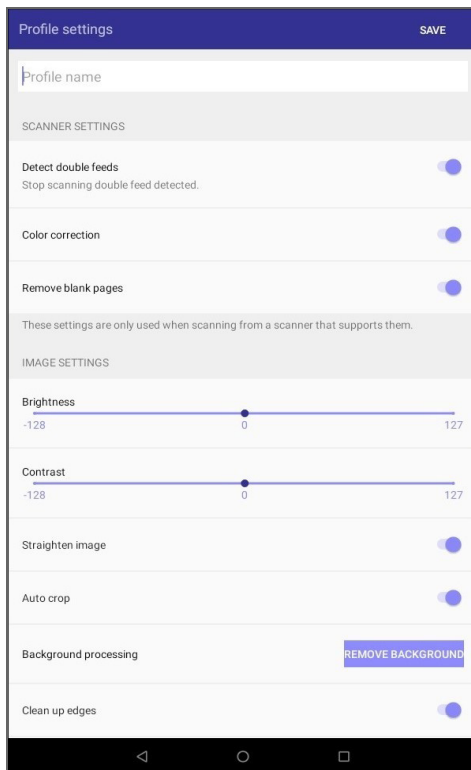 Profile settings
SAVE
Profile name
SCANNER SETTINGS
Detect double feeds
Stop scanning double feed detected.
Color correction
Remove blank pages
These settings are only used when scanning from a scanner that supports them.
IMAGE SETTINGS
Brightness
-128 0 127
Contrast
-128 0 127
Straighten image
Auto crop
Background processing
REMOVE BACKGROUND
Clean up edges